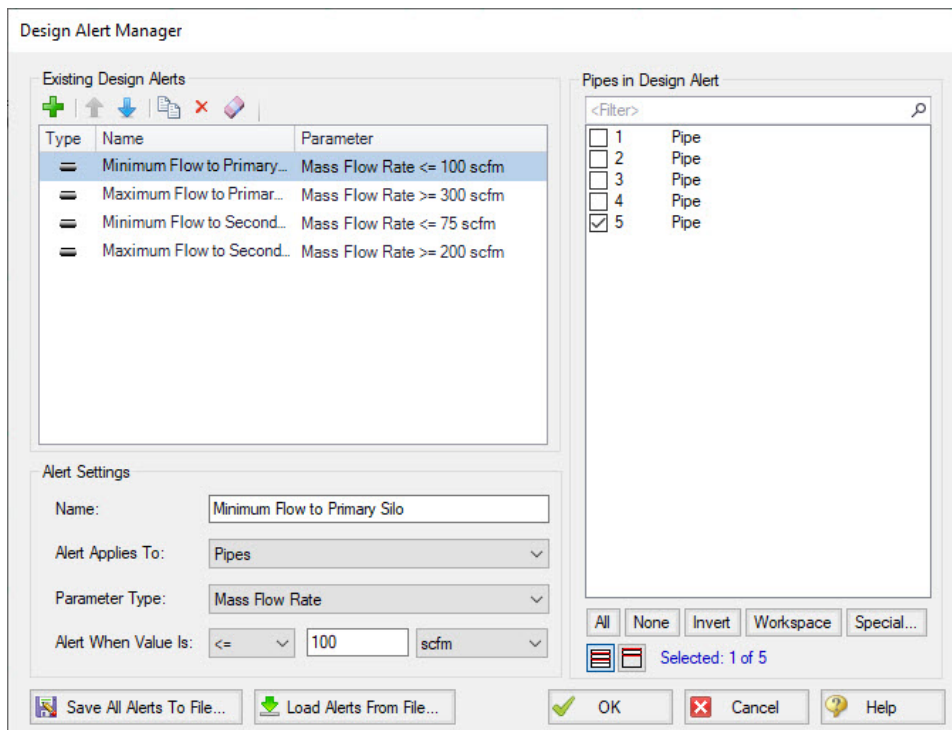 Design Alert Manager
Existing Design Alerts
Type Name Parameter
Minimum Flow to Primary... Mass Flow Rate <= 100 scfm
Maximum Flow to Primar... Mass Flow Rate >= 300 scfm
Minimum Flow to Second... Mass Flow Rate <= 75 scfm
Maximum Flow to Second... Mass Flow Rate >= 200 scfm
Alert Settings
Name: Minimum Flow to Primary Silo
Alert Applies To: Pipes
Parameter Type: Mass Flow Rate
Alert When Value Is: <= 100 scfm
Pipes in Design Alert
<Filter>
1 Pipe
2 Pipe
3 Pipe
4 Pipe
5 Pipe
All None Invert Workspace Special...
Selected: 1 of 5
Save All Alerts To File... Load Alerts From File... OK Cancel Help